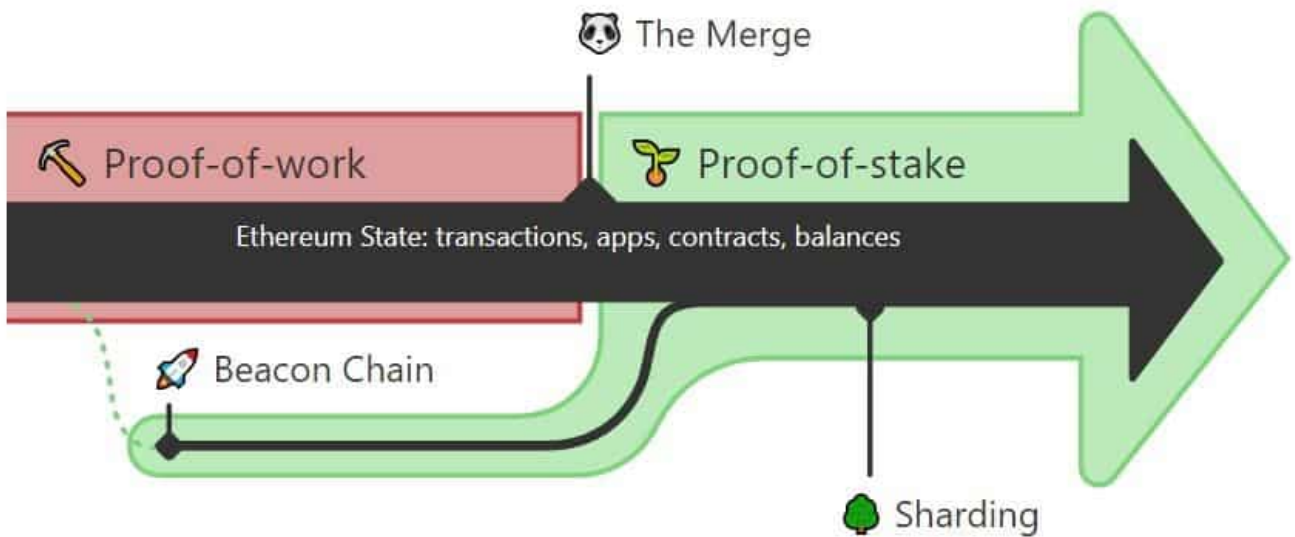 The Merge
Proof-of-work
Proof-of-stake
Ethereum State: transactions, apps, contracts, balances
Beacon Chain
Sharding